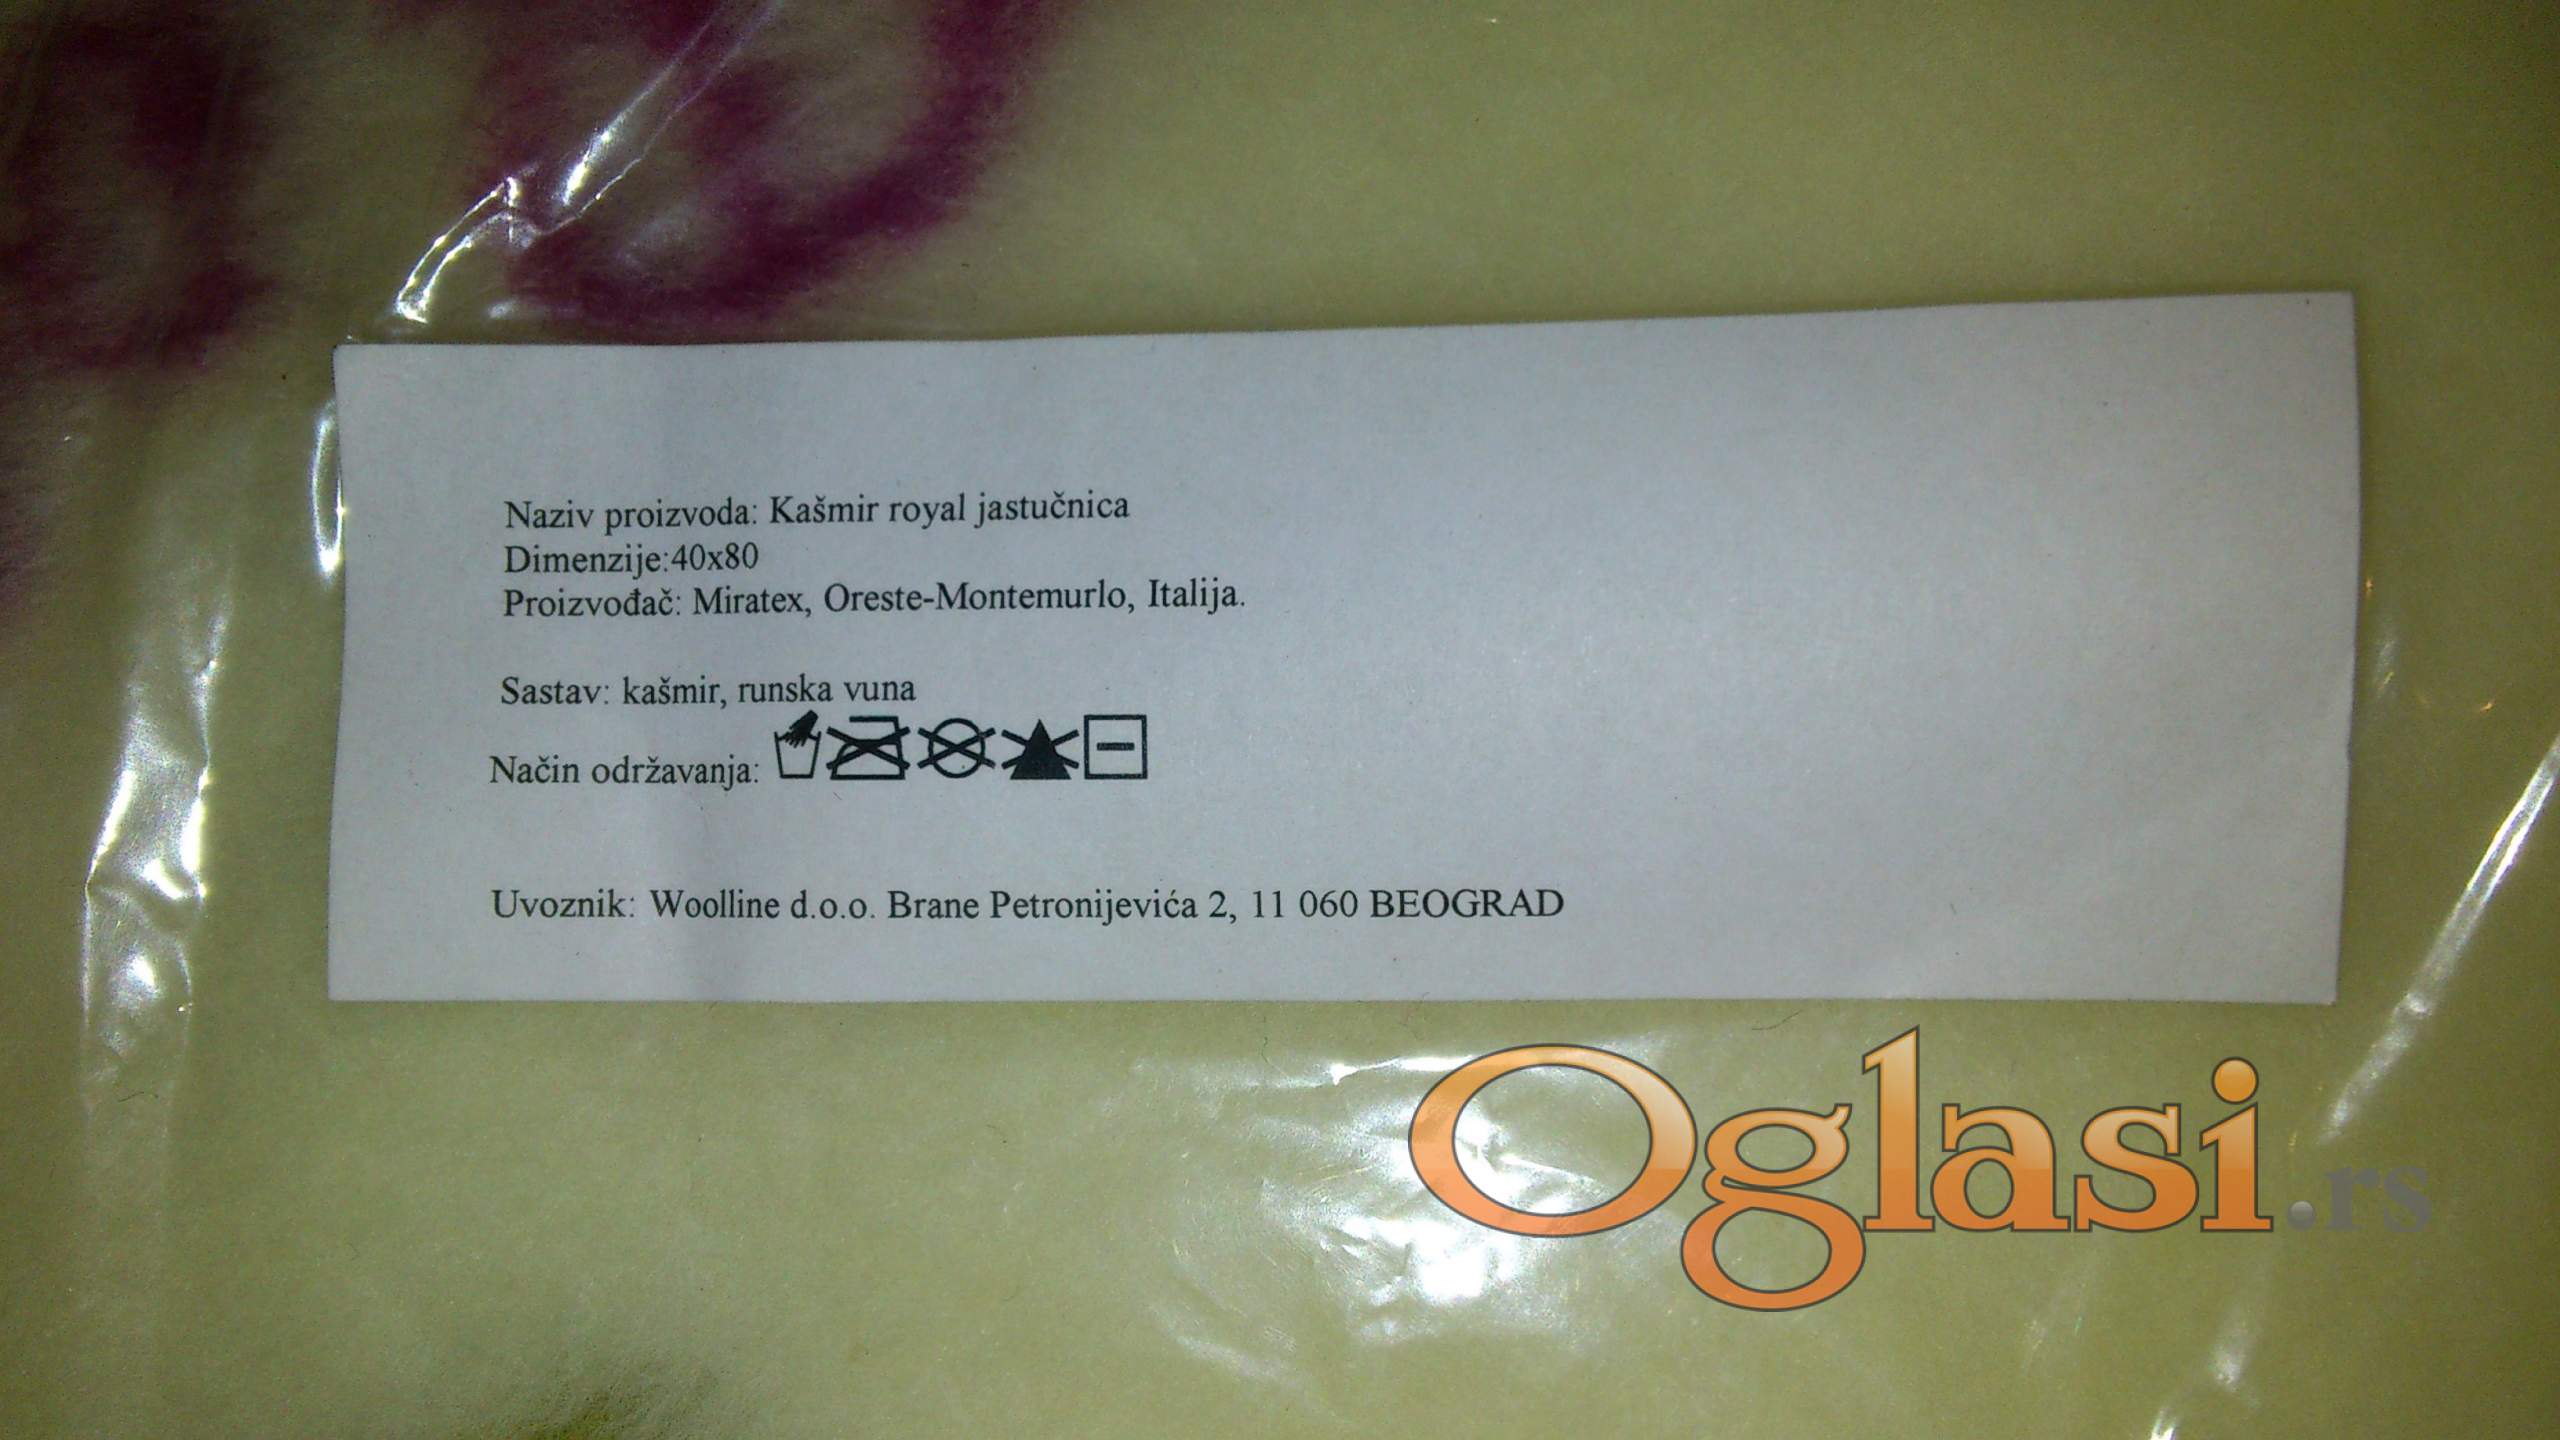 Naziv proizvoda: Kašmir royal jastučnica
Dimenzije:40x80
Proizvođač: Miratex, Oreste-Montemurlo, Italija.
Sastav: kašmir, runska vuna
Način održavanja:
Uvoznik: Woolline d.o.o. Brane Petronijevića 2, 11 060 BEOGRAD
Oglasi.rs